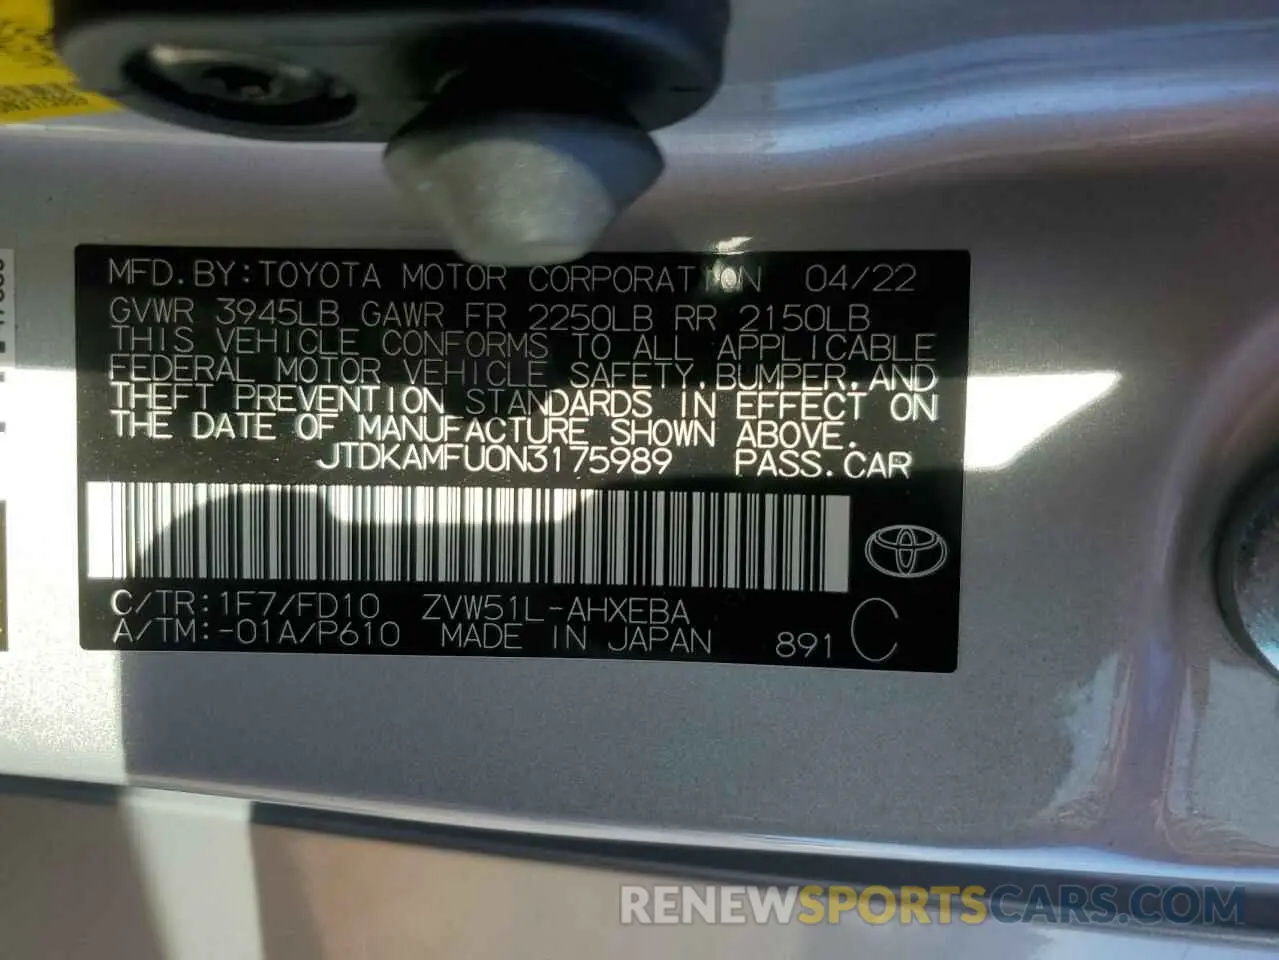 MFD.BY:TOYOTA MOTOR CORPORATION 04/22
GVWR 3945LB GAWR FR 2250LB RR 2150LB
THIS VEHICLE CONFORMS TO ALL APPLICABLE
FEDERAL MOTOR VEHICLE SAFETY,BUMPER,AND
THEFT PREVENTION STANDARDS IN EFFECT ON
THE DATE OF MANUFACTURE SHOWN ABOVE.
JTDKAMFU0N3175989 PASS.CAR
C/TR:1F7/FD10 ZVW51L-AHXEBA
A/TM:-01A/P610 MADE IN JAPAN 891 C
RENEWSPORTSCARS.COM